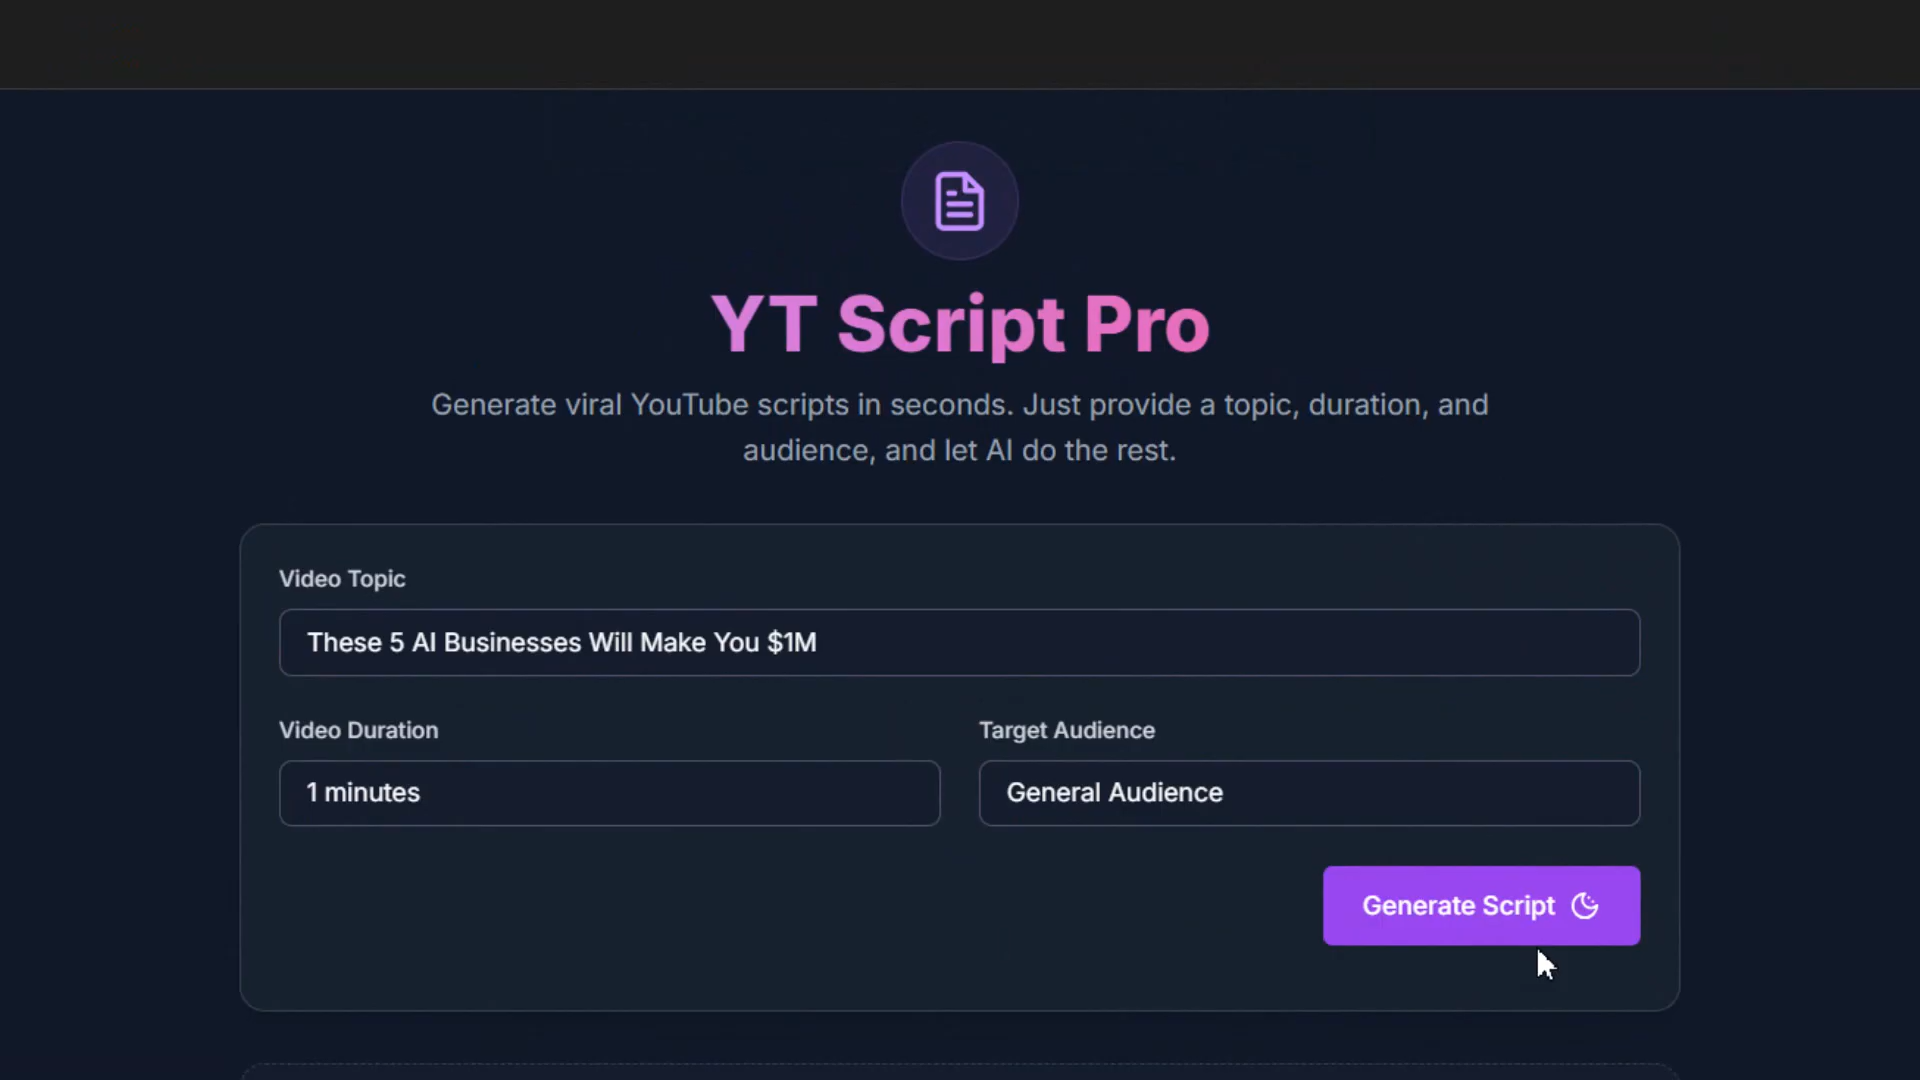 YT Script Pro
Generate viral YouTube scripts in seconds. Just provide a topic, duration, and
audience, and let AI do the rest.
Video Topic
These 5 AI Businesses Will Make You $1M
Video Duration
Target Audience
1 minutes
General Audience
Generate Script